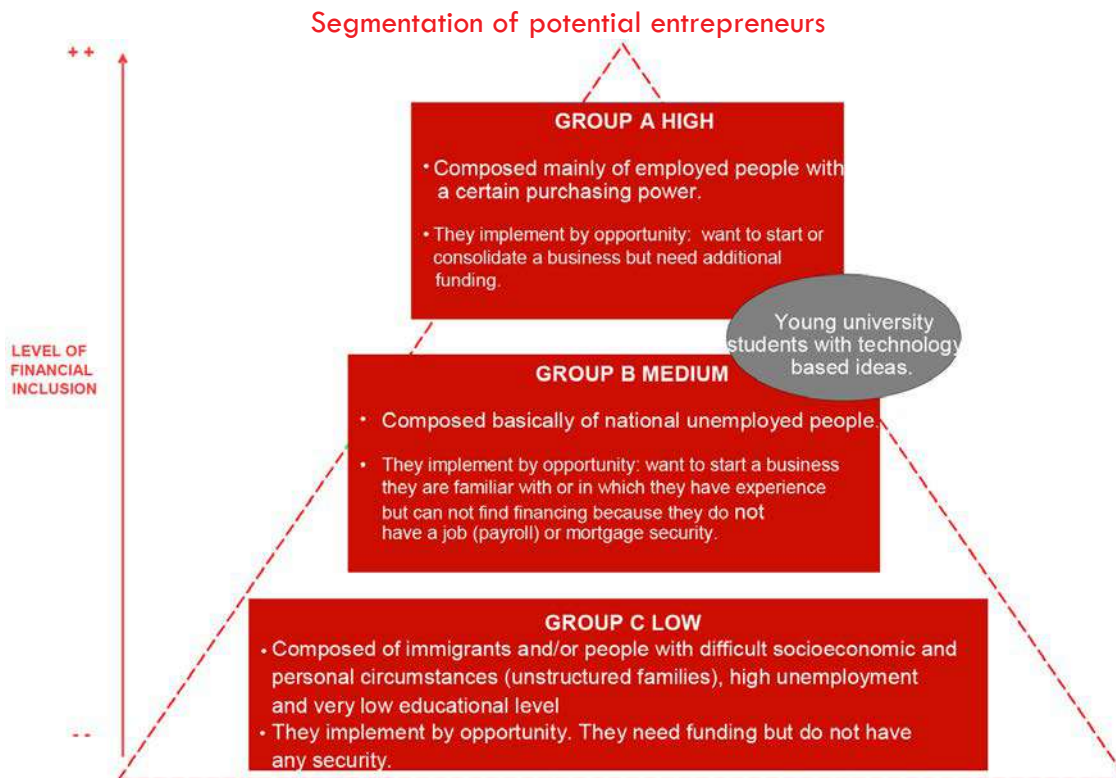 Segmentation of potential entrepreneurs
++
GROUP A HIGH
• Composed mainly of employed people with
a certain purchasing power.
• They implement by opportunity: want to start or
consolidate a business but need additional
funding.
Young university
students with technology
based ideas.
LEVEL OF
FINANCIAL
INCLUSION
GROUP B MEDIUM
• Composed basically of national unemployed people.
• They implement by opportunity: want to start a business
they are familiar with or in which they have experience
but can not find financing because they do not
have a job (payroll) or mortgage security.
GROUP C LOW
• Composed of immigrants and/or people with difficult socioeconomic and
personal circumstances (unstructured families), high unemployment
and very low educational level
• They implement by opportunity. They need funding but do not have
any security.
--